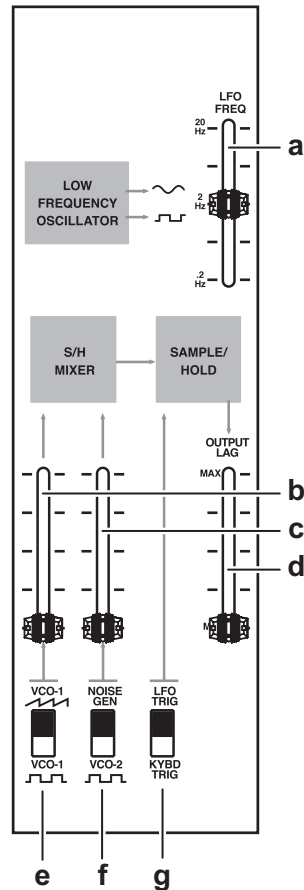 LFO
FREQ
20
Hz
a
LOW
FREQUENCY
OSCILLATOR
2
Hz
.2
Hz
S/H
MIXER
SAMPLE/
HOLD
OUTPUT
LAG
MAX
b
c
d
VCO-1
NOISE
GEN
LFO
TRIG
VCO-1
VCO-2
KYBD
TRIG
e
f
g